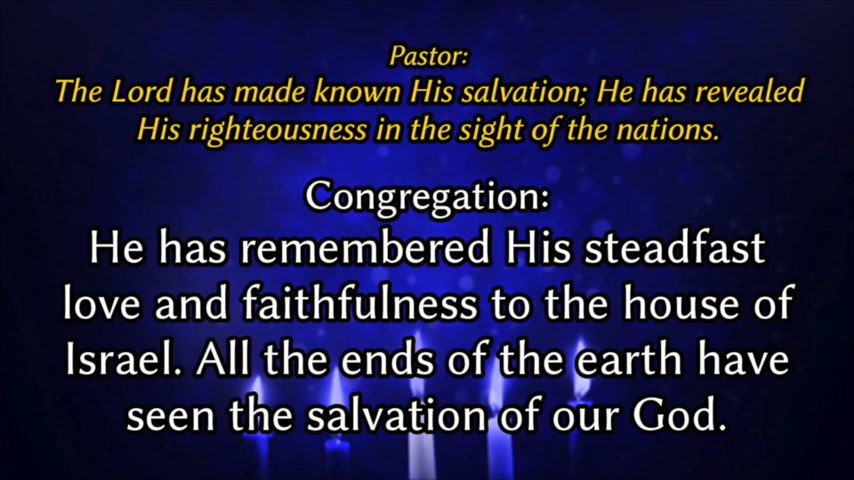 Pastor:
The Lord has made known His salvation; He has revealed
His righteousness in the sight of the nations.
Congregation:
He has remembered His steadfast
love and faithfulness to the house of
Israel. All the ends of the earth have
seen the salvation of our God.